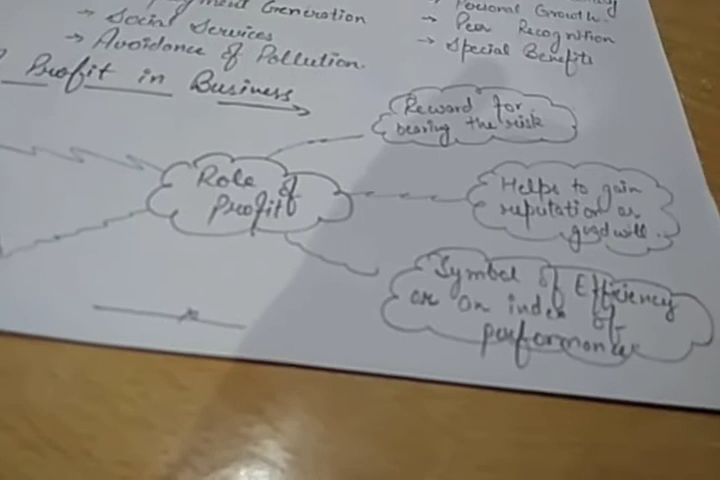 Generation
→ Social Services
→ Avoidance of Pollution
Personal Growth
→ Peer Recognition
→ Special Benefits
Profit in Business
Reward for
bearing the risk
Role of
Profit
Helps to gain
reputation or
goodwill
Symbol of Efficiency
or an index of
performance